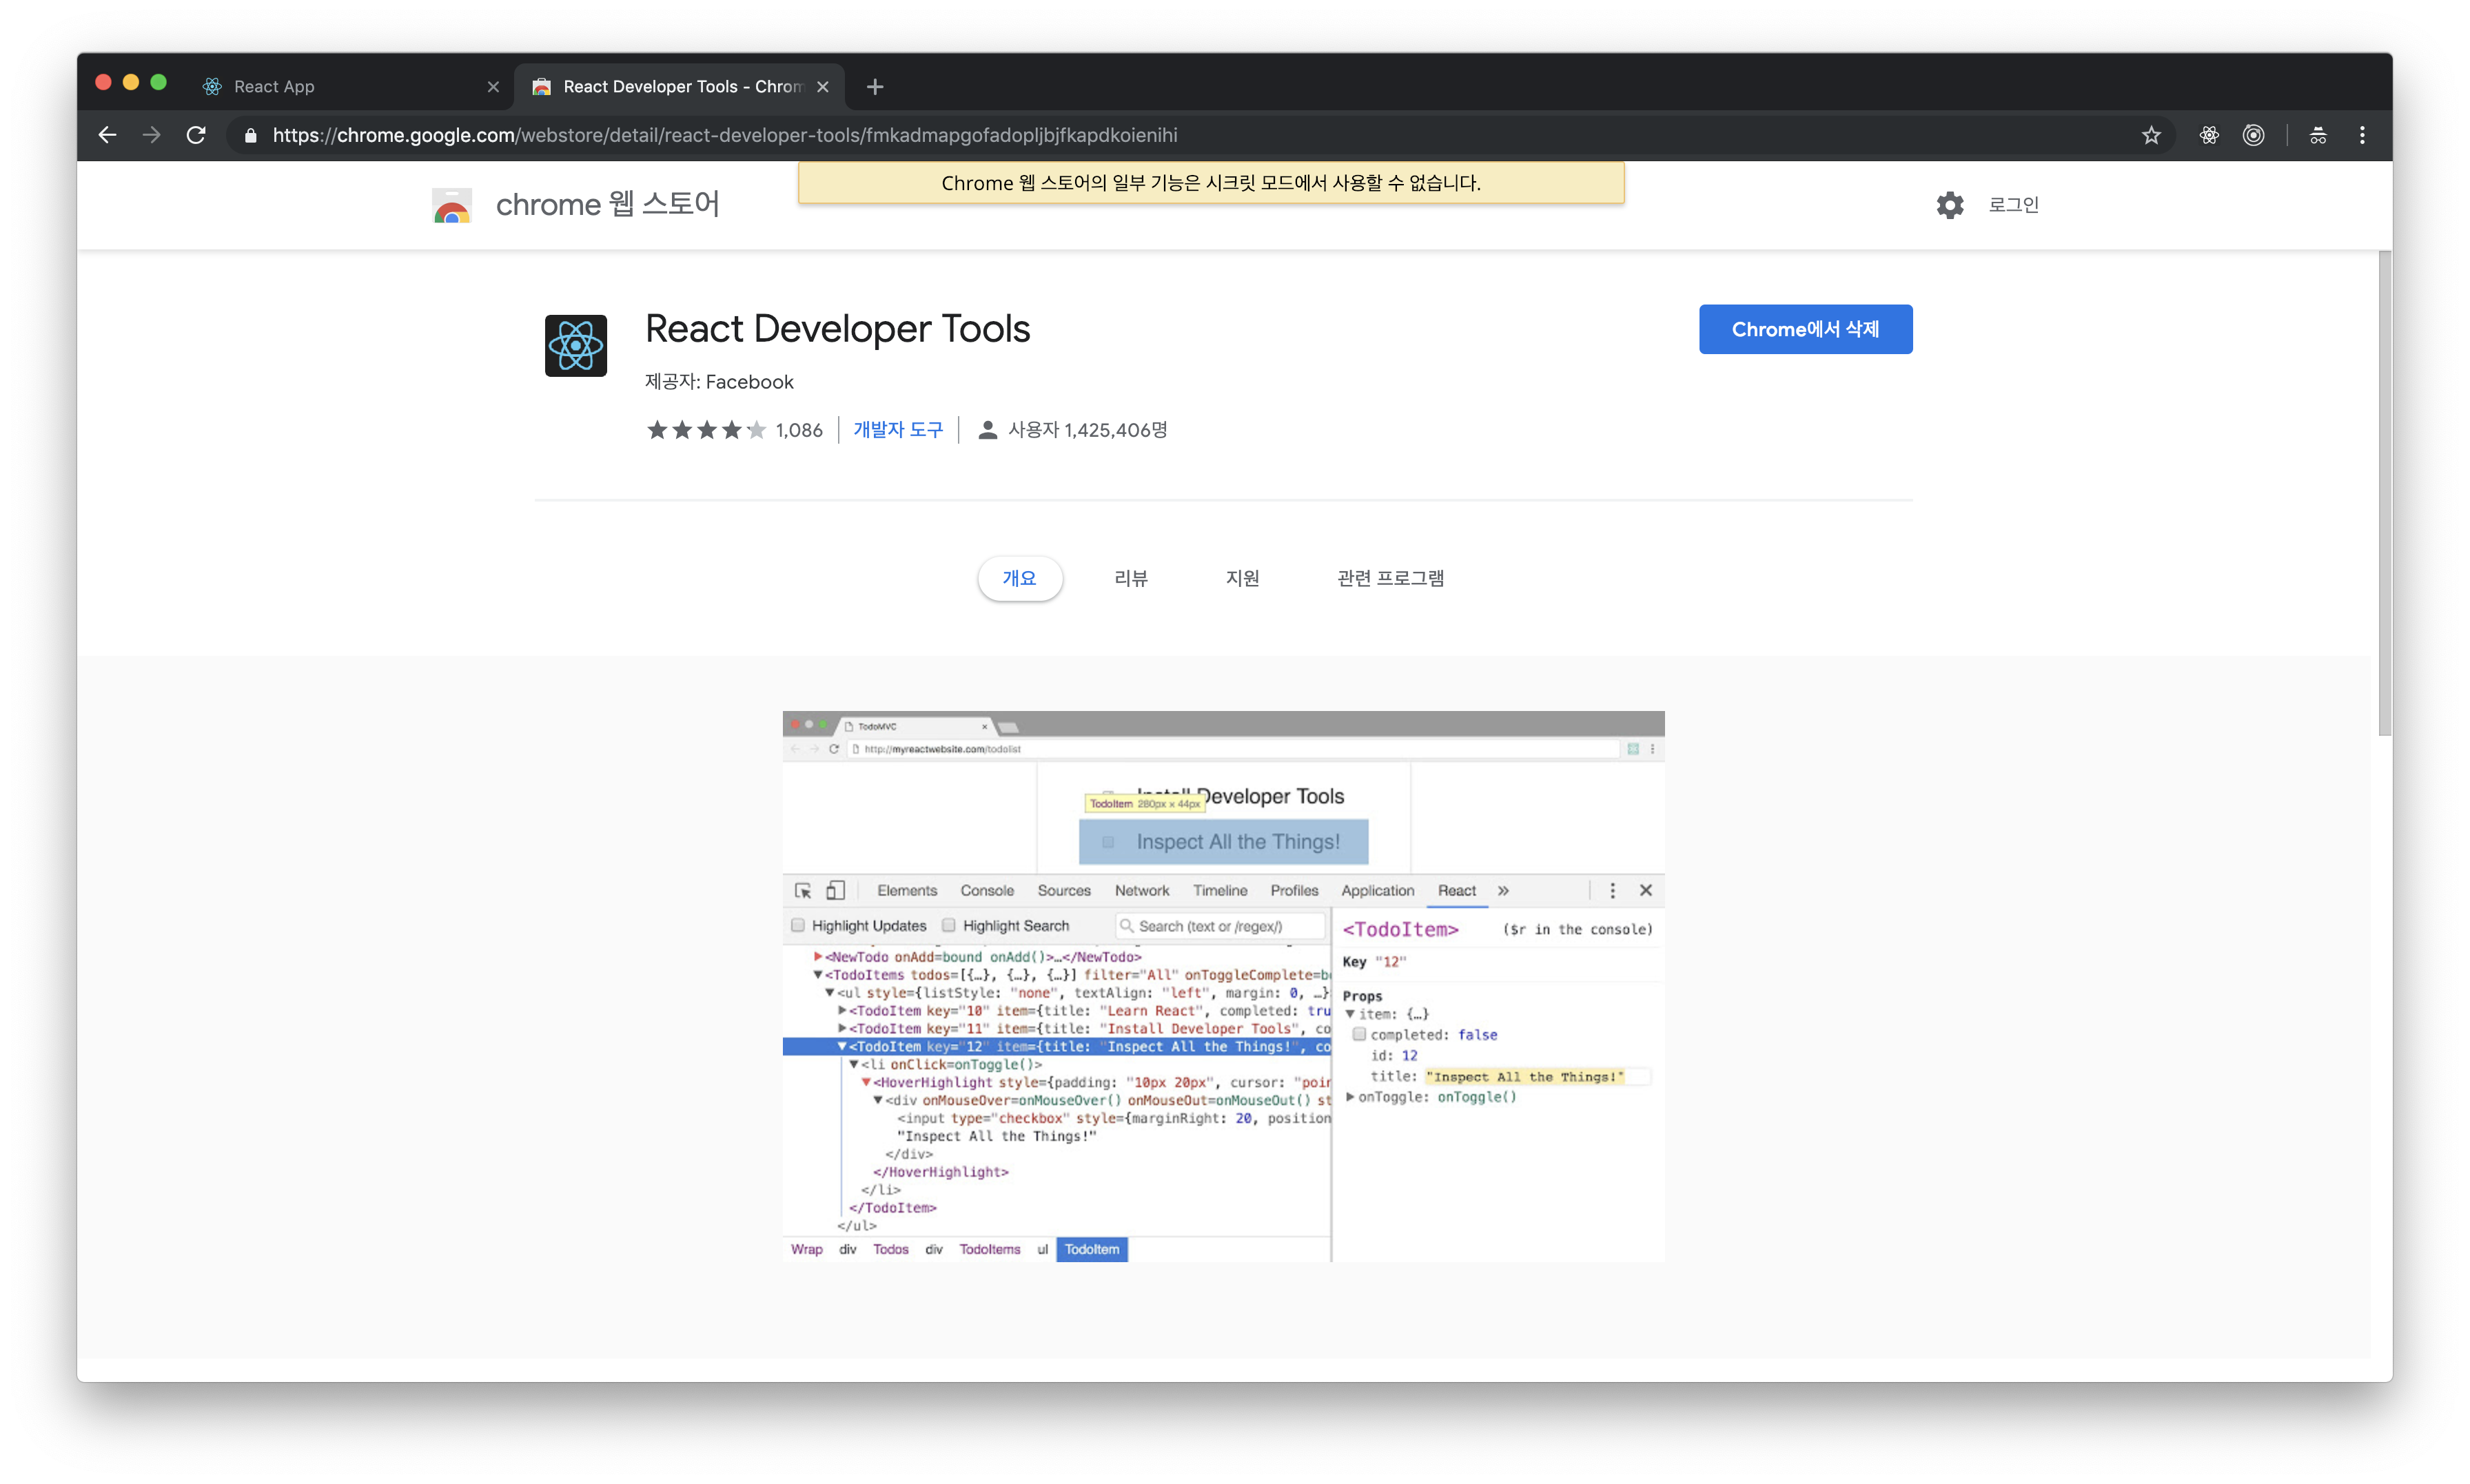 React App
React Developer Tools - Chrom
https://chrome.google.com/webstore/detail/react-developer-tools/fmkadmapgofadopljbjfkapdkoienihi
Chrome 웹 스토어의 일부 기능은 시크릿 모드에서 사용할 수 없습니다.
chrome 웹 스토어
로그인
React Developer Tools
Chrome에서 삭제
제공자: Facebook
1,086
개발자 도구
사용자 1,425,406명
개요
리뷰
지원
관련 프로그램
TodoMVC
http://myreactwebsite.com/todolist
Install Developer Tools
TodoItem 280px × 44px
Inspect All the Things!
Elements Console Sources Network Timeline Profiles Application React »
Highlight Updates Highlight Search Search (text or /regex/)
<NewTodo onAdd=bound onAdd()>…</NewTodo>
<TodoItems todos=[{…}, {…}, {…}] filter="All" onToggleComplete=bo
<ul style={listStyle: "none", textAlign: "left", margin: 0, …}
<TodoItem key="10" item={title: "Learn React", completed: tru
<TodoItem key="11" item={title: "Install Developer Tools", co
<TodoItem key="12" item={title: "Inspect All the Things!", co
<li onClick=onToggle()>
<HoverHighlight style={padding: "10px 20px", cursor: "poin
<div onMouseOver=onMouseOver() onMouseOut=onMouseOut() st
<input type="checkbox" style={marginRight: 20, position
"Inspect All the Things!"
</div>
</HoverHighlight>
</li>
</TodoItem>
</ul>
Wrap div Todos div TodoItems ul TodoItem
<TodoItem> ($r in the console)
Key "12"
Props
item: {…}
completed: false
id: 12
title: "Inspect All the Things!"
onToggle: onToggle()